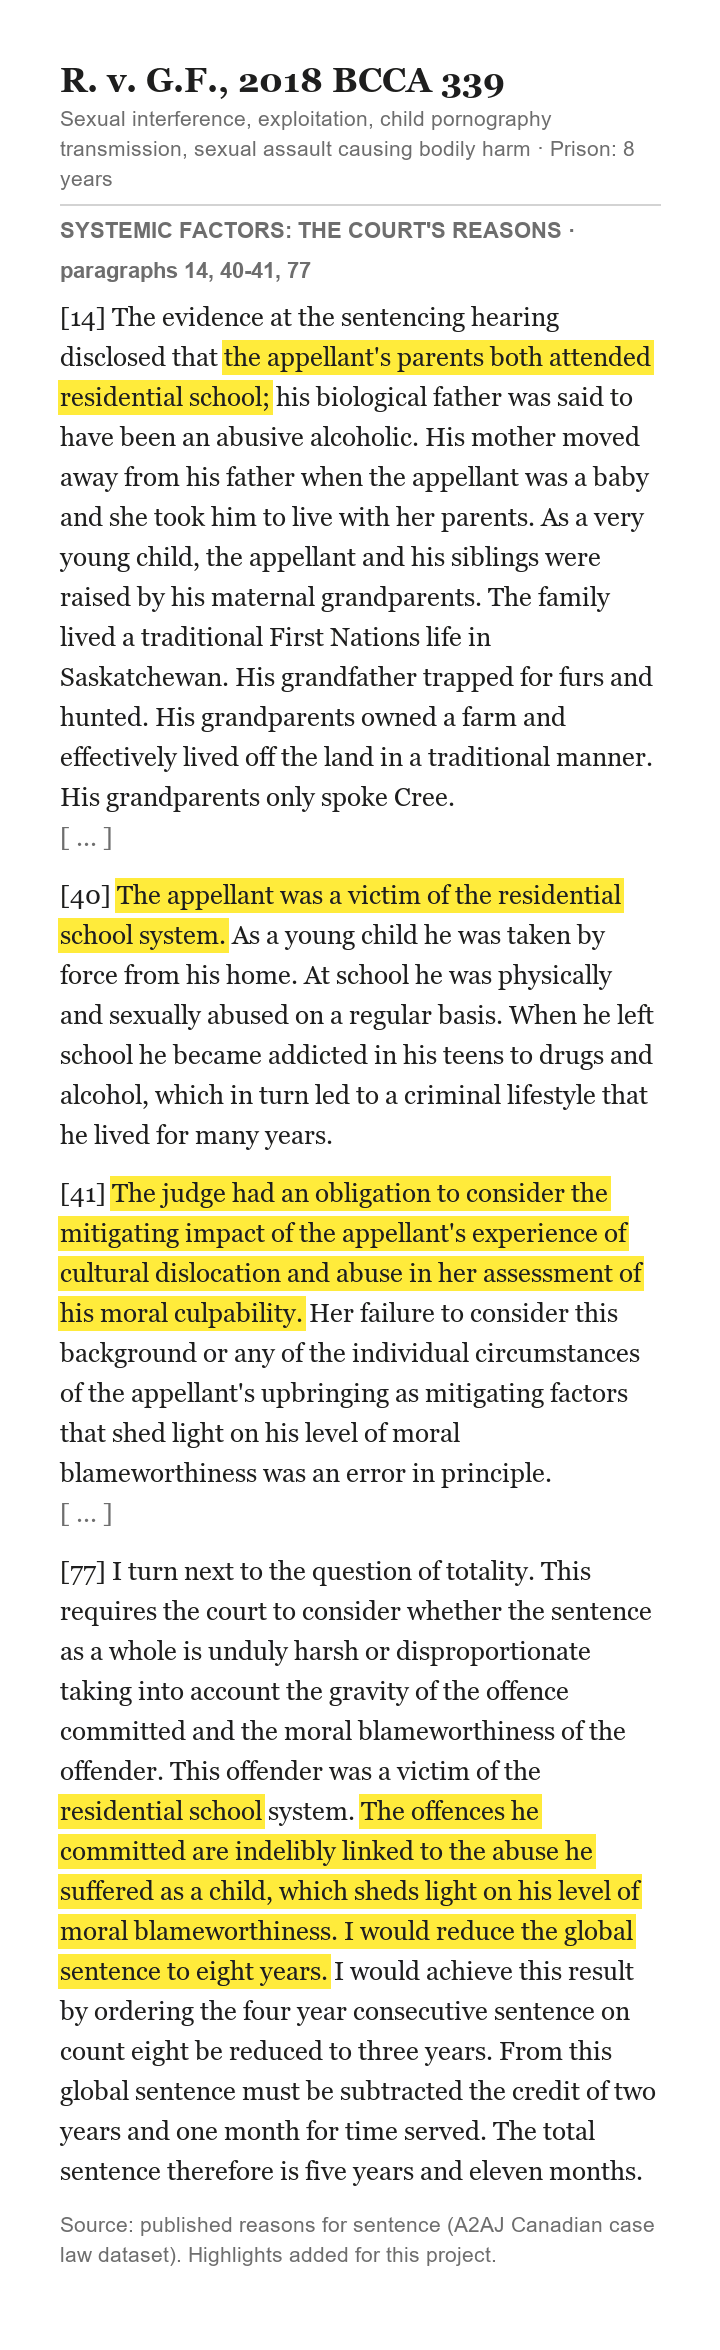 R. v. G.F., 2018 BCCA 339
Sexual interference, exploitation, child pornography
transmission, sexual assault causing bodily harm · Prison: 8
years
SYSTEMIC FACTORS: THE COURT'S REASONS ·
paragraphs 14, 40-41, 77
[14] The evidence at the sentencing hearing
disclosed that the appellant's parents both attended
residential school; his biological father was said to
have been an abusive alcoholic. His mother moved
away from his father when the appellant was a baby
and she took him to live with her parents. As a very
young child, the appellant and his siblings were
raised by his maternal grandparents. The family
lived a traditional First Nations life in
Saskatchewan. His grandfather trapped for furs and
hunted. His grandparents owned a farm and
effectively lived off the land in a traditional manner.
His grandparents only spoke Cree.
[ ... ]
[40] The appellant was a victim of the residential
school system. As a young child he was taken by
force from his home. At school he was physically
and sexually abused on a regular basis. When he left
school he became addicted in his teens to drugs and
alcohol, which in turn led to a criminal lifestyle that
he lived for many years.
[41] The judge had an obligation to consider the
mitigating impact of the appellant's experience of
cultural dislocation and abuse in her assessment of
his moral culpability. Her failure to consider this
background or any of the individual circumstances
of the appellant's upbringing as mitigating factors
that shed light on his level of moral
blameworthiness was an error in principle.
[ ... ]
[77] I turn next to the question of totality. This
requires the court to consider whether the sentence
as a whole is unduly harsh or disproportionate
taking into account the gravity of the offence
committed and the moral blameworthiness of the
offender. This offender was a victim of the
residential school system. The offences he
committed are indelibly linked to the abuse he
suffered as a child, which sheds light on his level of
moral blameworthiness. I would reduce the global
sentence to eight years. I would achieve this result
by ordering the four year consecutive sentence on
count eight be reduced to three years. From this
global sentence must be subtracted the credit of two
years and one month for time served. The total
sentence therefore is five years and eleven months.
Source: published reasons for sentence (A2AJ Canadian case
law dataset). Highlights added for this project.